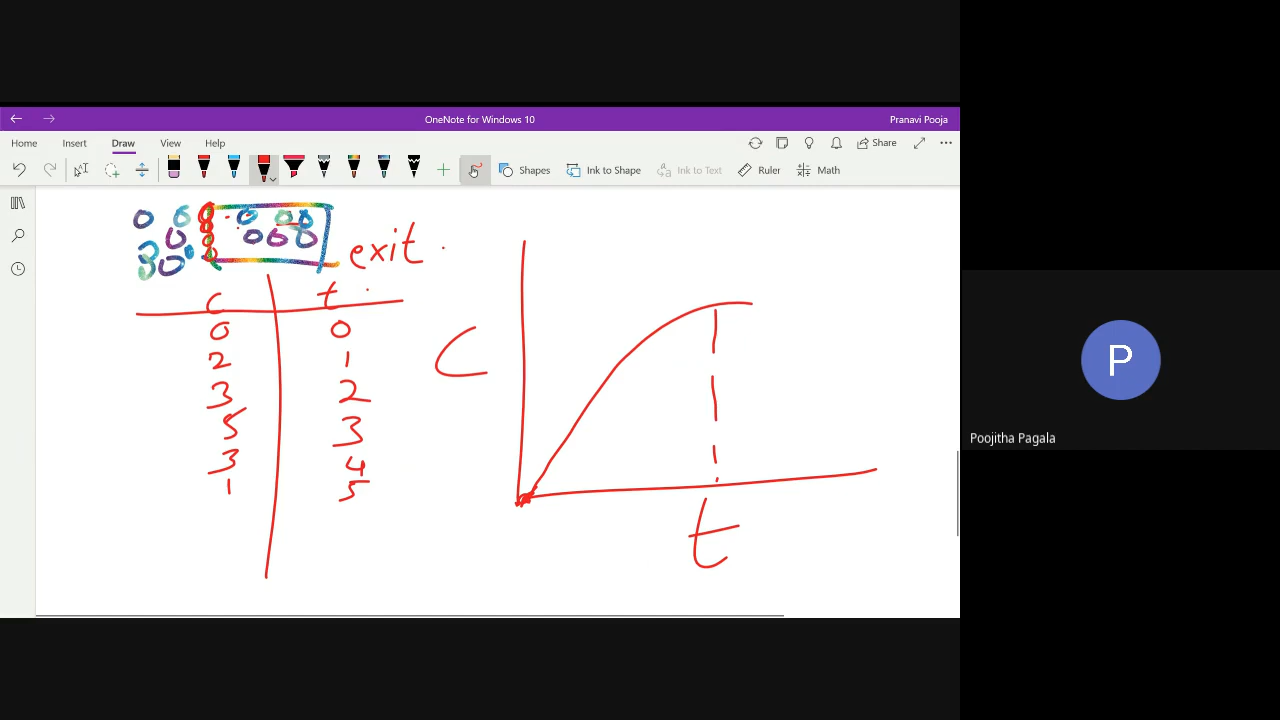 OneNote for Windows 10
Pranavi Pooja
Home Insert Draw View Help
Share
Shapes Ink to Shape Ink to Text Ruler Math
exit
C t
0 0
2 1
3 2
5 3
3 4
1 5
C
t
P
Poojitha Pagala